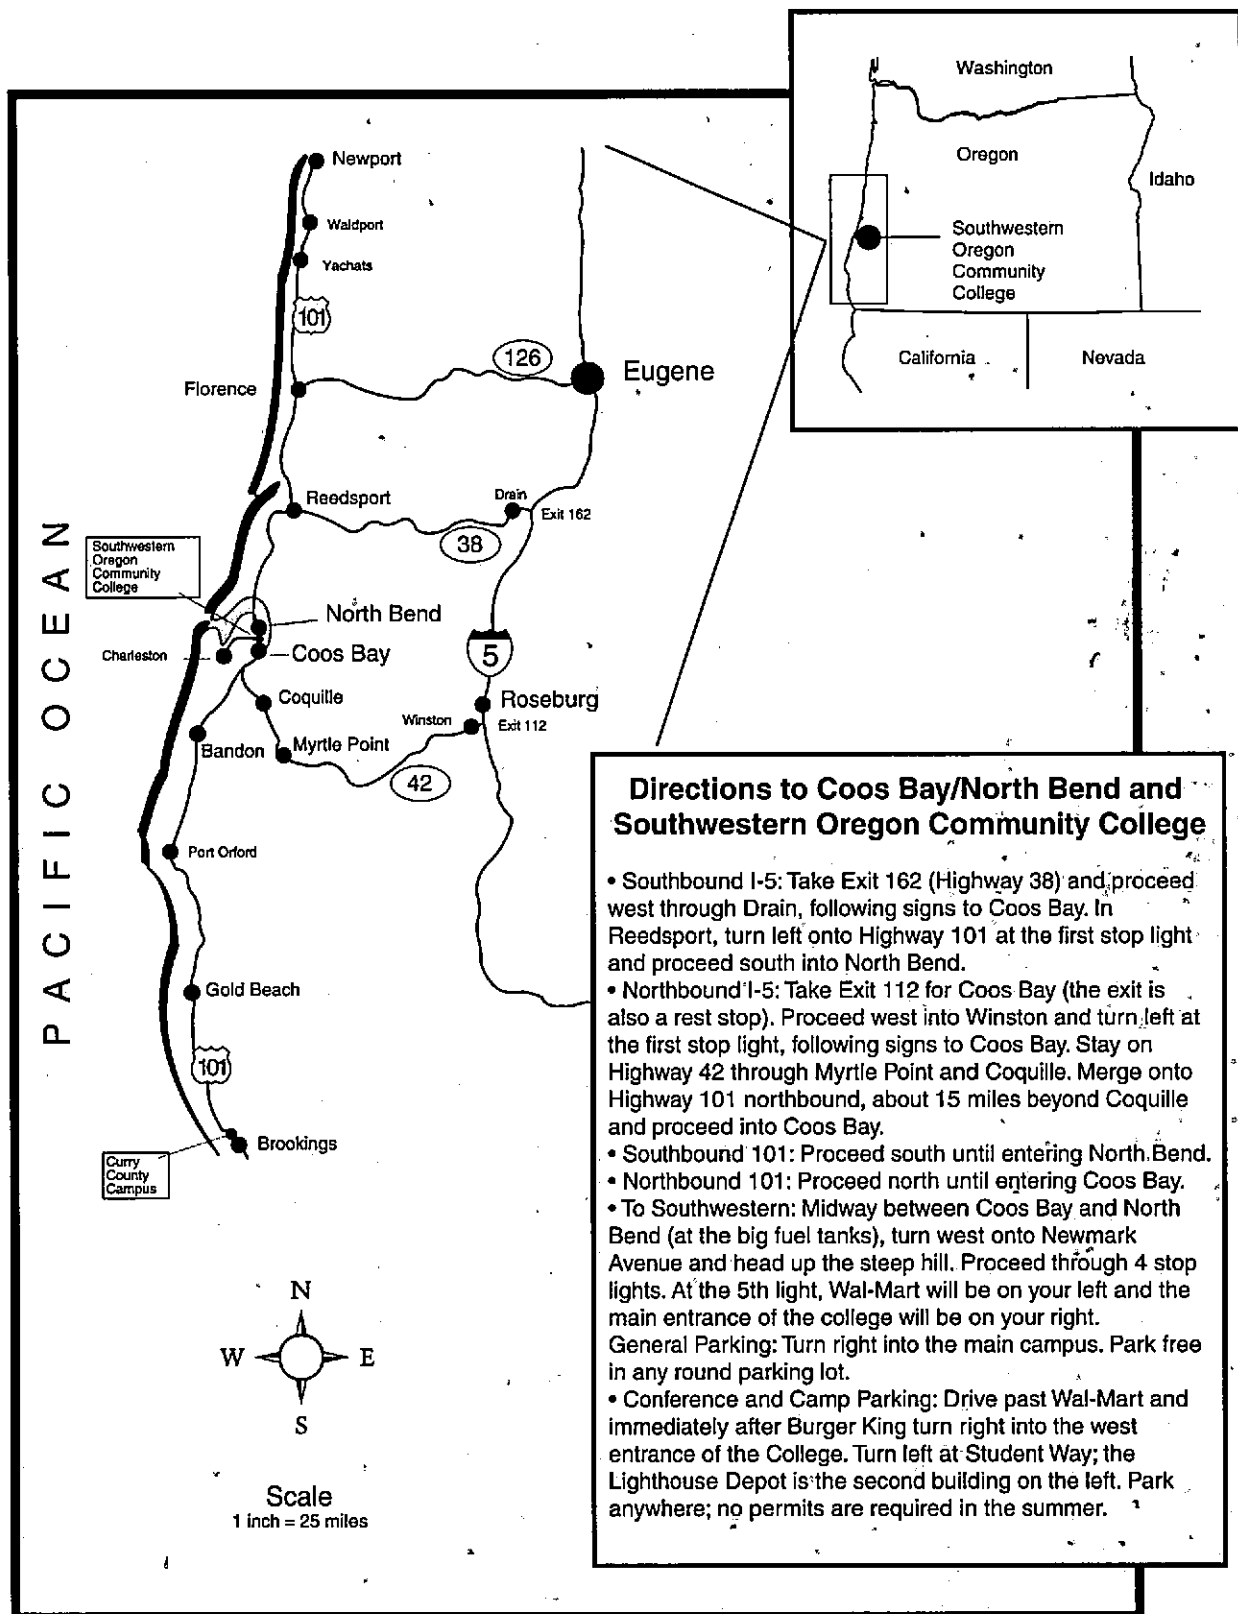 Washington
Oregon
Idaho
Southwestern
Oregon
Community
College
California
Nevada
Newport
Waldport
Yachats
101
126
Eugene
Florence
Reedsport
Drain
Exit 162
38
PACIFIC OCEAN
Southwestern
Oregon
Community
College
North Bend
Charleston
Coos Bay
5
Coquille
Roseburg
Winston
Exit 112
Bandon
Myrtle Point
42
Port Orford
Gold Beach
101
Brookings
Curry
County
Campus
N
W E
S
Scale
1 inch = 25 miles
Directions to Coos Bay/North Bend and
Southwestern Oregon Community College
• Southbound I-5: Take Exit 162 (Highway 38) and proceed
west through Drain, following signs to Coos Bay. In
Reedsport, turn left onto Highway 101 at the first stop light
and proceed south into North Bend.
• Northbound I-5: Take Exit 112 for Coos Bay (the exit is
also a rest stop). Proceed west into Winston and turn left at
the first stop light, following signs to Coos Bay. Stay on
Highway 42 through Myrtle Point and Coquille. Merge onto
Highway 101 northbound, about 15 miles beyond Coquille
and proceed into Coos Bay.
• Southbound 101: Proceed south until entering North Bend.
• Northbound 101: Proceed north until entering Coos Bay.
• To Southwestern: Midway between Coos Bay and North
Bend (at the big fuel tanks), turn west onto Newmark
Avenue and head up the steep hill. Proceed through 4 stop
lights. At the 5th light, Wal-Mart will be on your left and the
main entrance of the college will be on your right.
General Parking: Turn right into the main campus. Park free
in any round parking lot.
• Conference and Camp Parking: Drive past Wal-Mart and
immediately after Burger King turn right into the west
entrance of the College. Turn left at Student Way; the
Lighthouse Depot is the second building on the left. Park
anywhere; no permits are required in the summer.